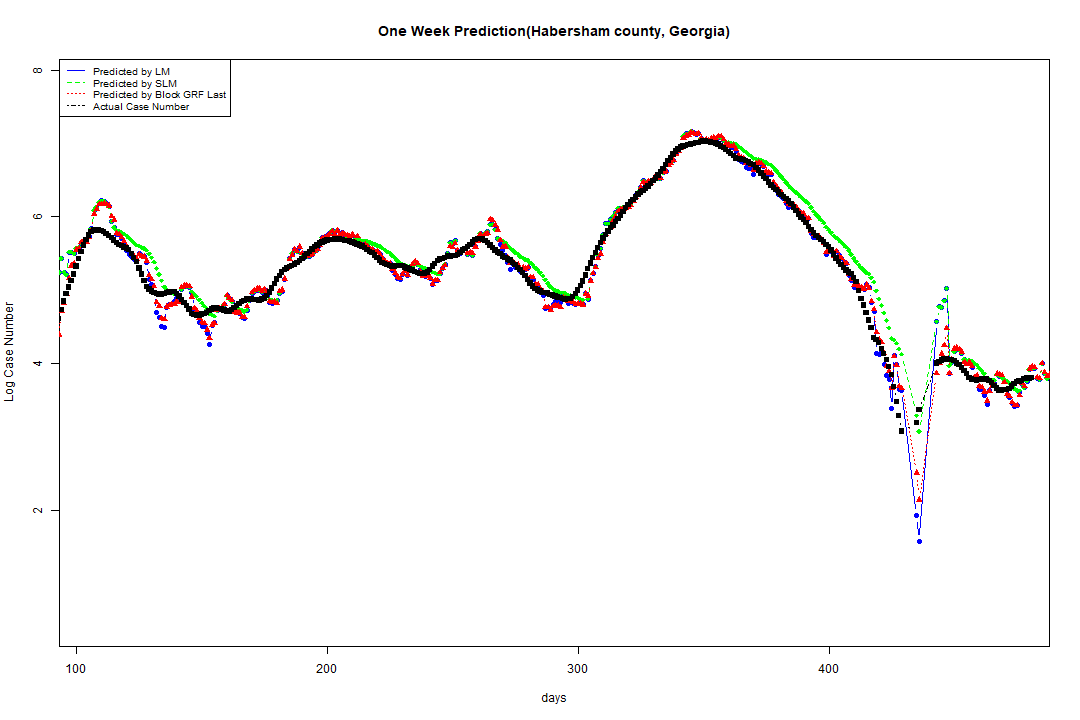 One Week Prediction(Habersham county, Georgia)
Predicted by LM
Predicted by SLM
Predicted by Block GRF Last
Actual Case Number
8
6
4
2
Log Case Number
100 200 300 400
days